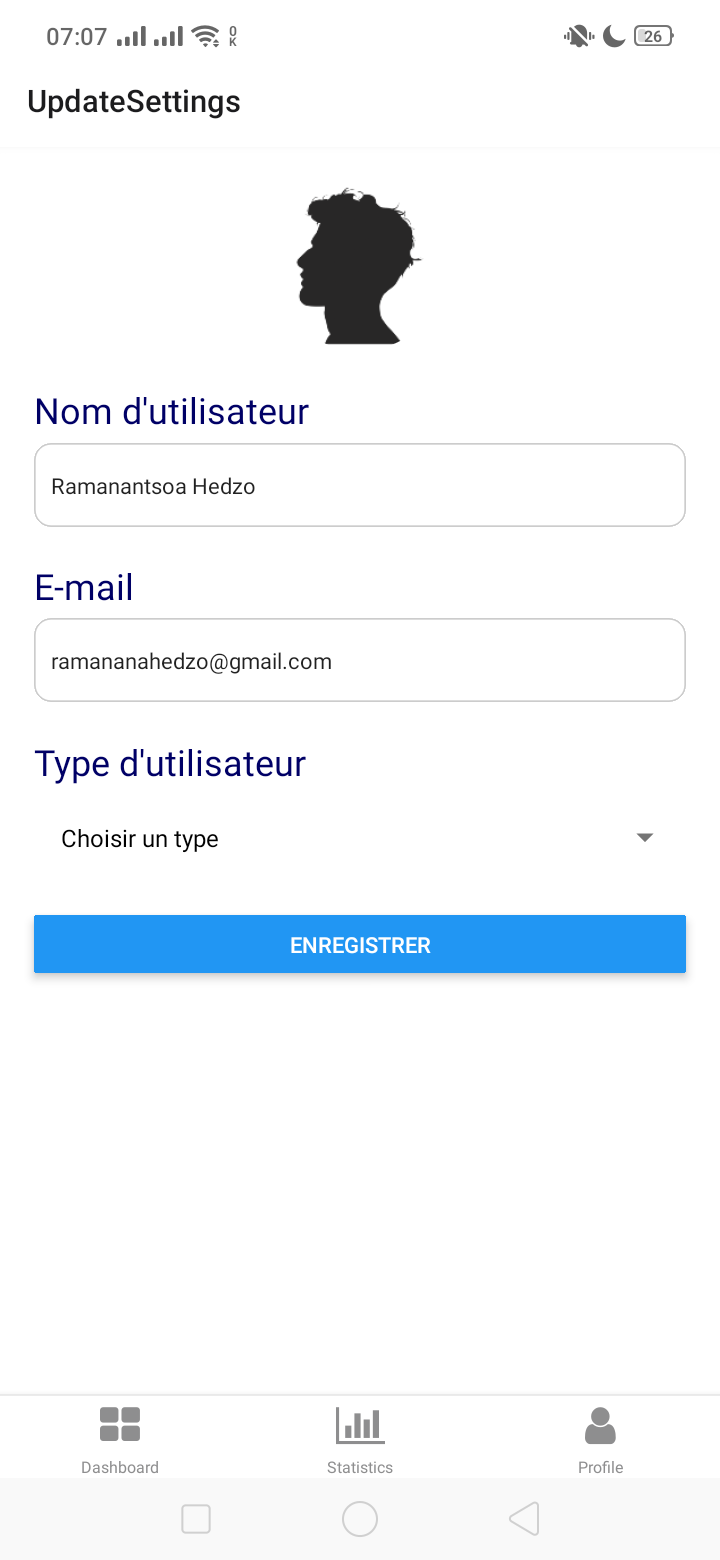 07:07 0 K 26
UpdateSettings
Nom d'utilisateur
Ramanantsoa Hedzo
E-mail
ramananahedzo@gmail.com
Type d'utilisateur
Choisir un type
ENREGISTRER
Dashboard Statistics Profile